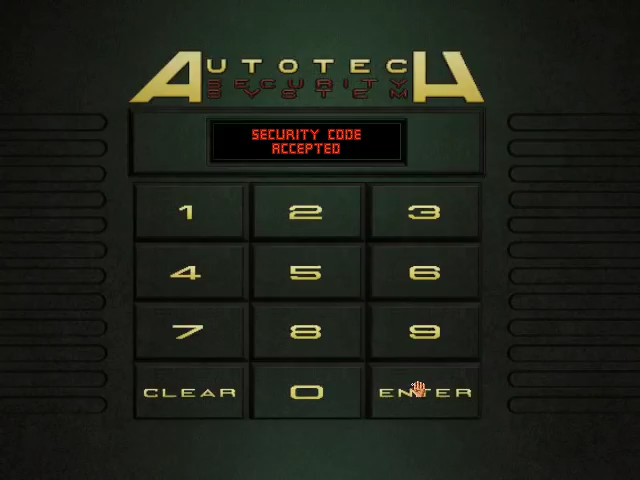 AUTOTECH
SECURITY
SYSTEM
SECURITY CODE
ACCEPTED
1 2 3
4 5 6
7 8 9
CLEAR 0 ENTER